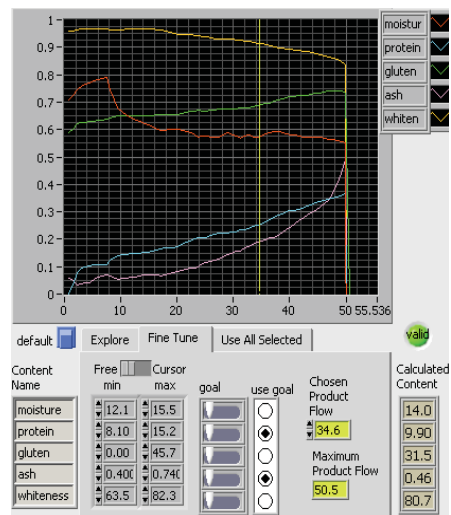 1
moistur
0.9
protein
0.8
gluten
0.7
ash
0.6
whiten
0.5
0.4
0.3
0.2
0.1
0
0 10 20 30 40 50 55.536
default Explore Fine Tune Use All Selected valid
Content Name
Free Cursor
min max goal use goal
Chosen Product Flow
Calculated Content
moisture 12.1 15.5 14.0
protein 8.10 15.2 34.6 9.90
gluten 0.00 45.7 31.5
Maximum Product Flow
ash 0.400 0.740 0.46
whiteness 63.5 82.3 50.5 80.7